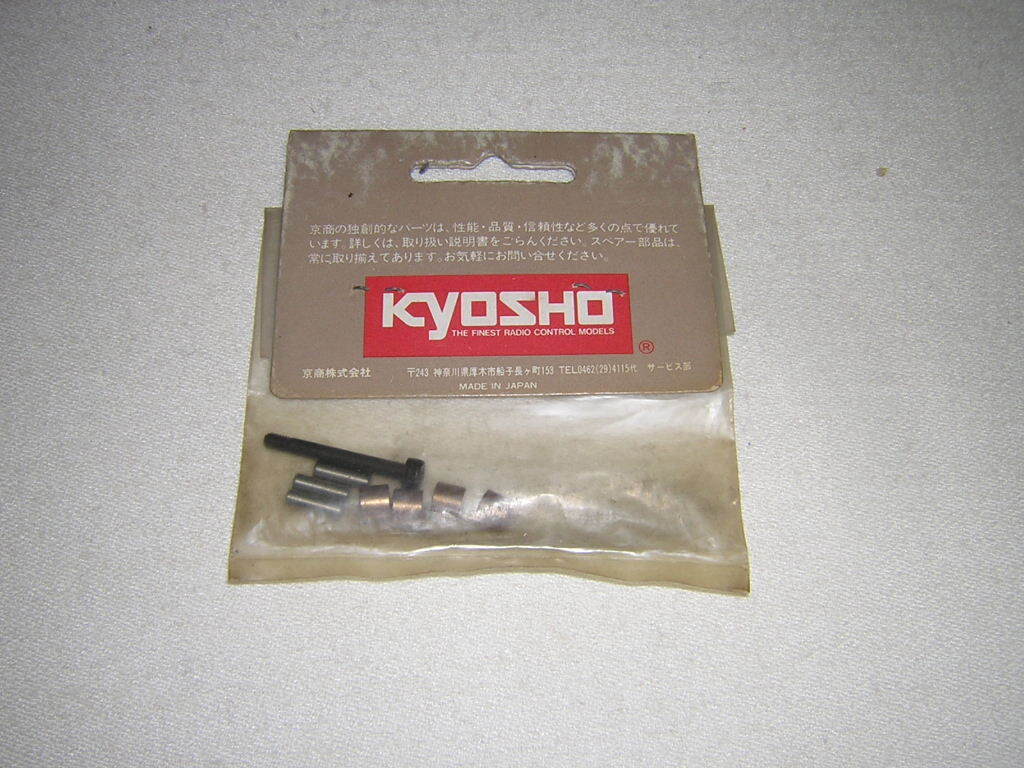 京商の独創的なパーツは、性能・品質・信頼性など多くの点で優れて
います。詳しくは、取り扱い説明書をごらんください。スペアー部品は、
常に取り揃えてあります。お気軽にお問い合せください。
KYOSHO
THE FINEST RADIO CONTROL MODELS
®
京商株式会社 〒243 神奈川県厚木市船子長ヶ町153 TEL0462(29)4115代 サービス部
MADE IN JAPAN